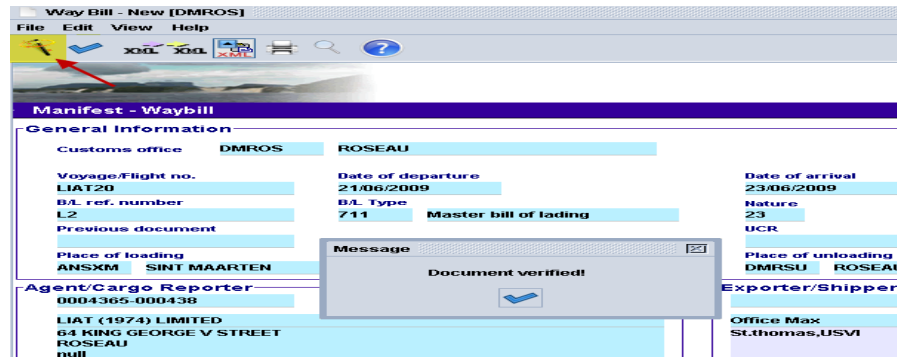 Way Bill - New [DMROS]
File Edit View Help
XML XML XML ?
Manifest - Waybill
General Information
Customs office DMROS ROSEAU
Voyage/Flight no. Date of departure Date of arrival
LIAT20 21/06/2009 23/06/2009
B/L ref. number B/L Type Nature
L2 711 Master bill of lading 23
Previous document UCR
Message
Document verified!
Place of loading Place of unloading
ANSXM SINT MAARTEN DMRSU ROSEAU
Agent/Cargo Reporter Exporter/Shipper
0004365-000438
LIAT (1974) LIMITED Office Max
64 KING GEORGE V STREET St.thomas,USVI
ROSEAU
null